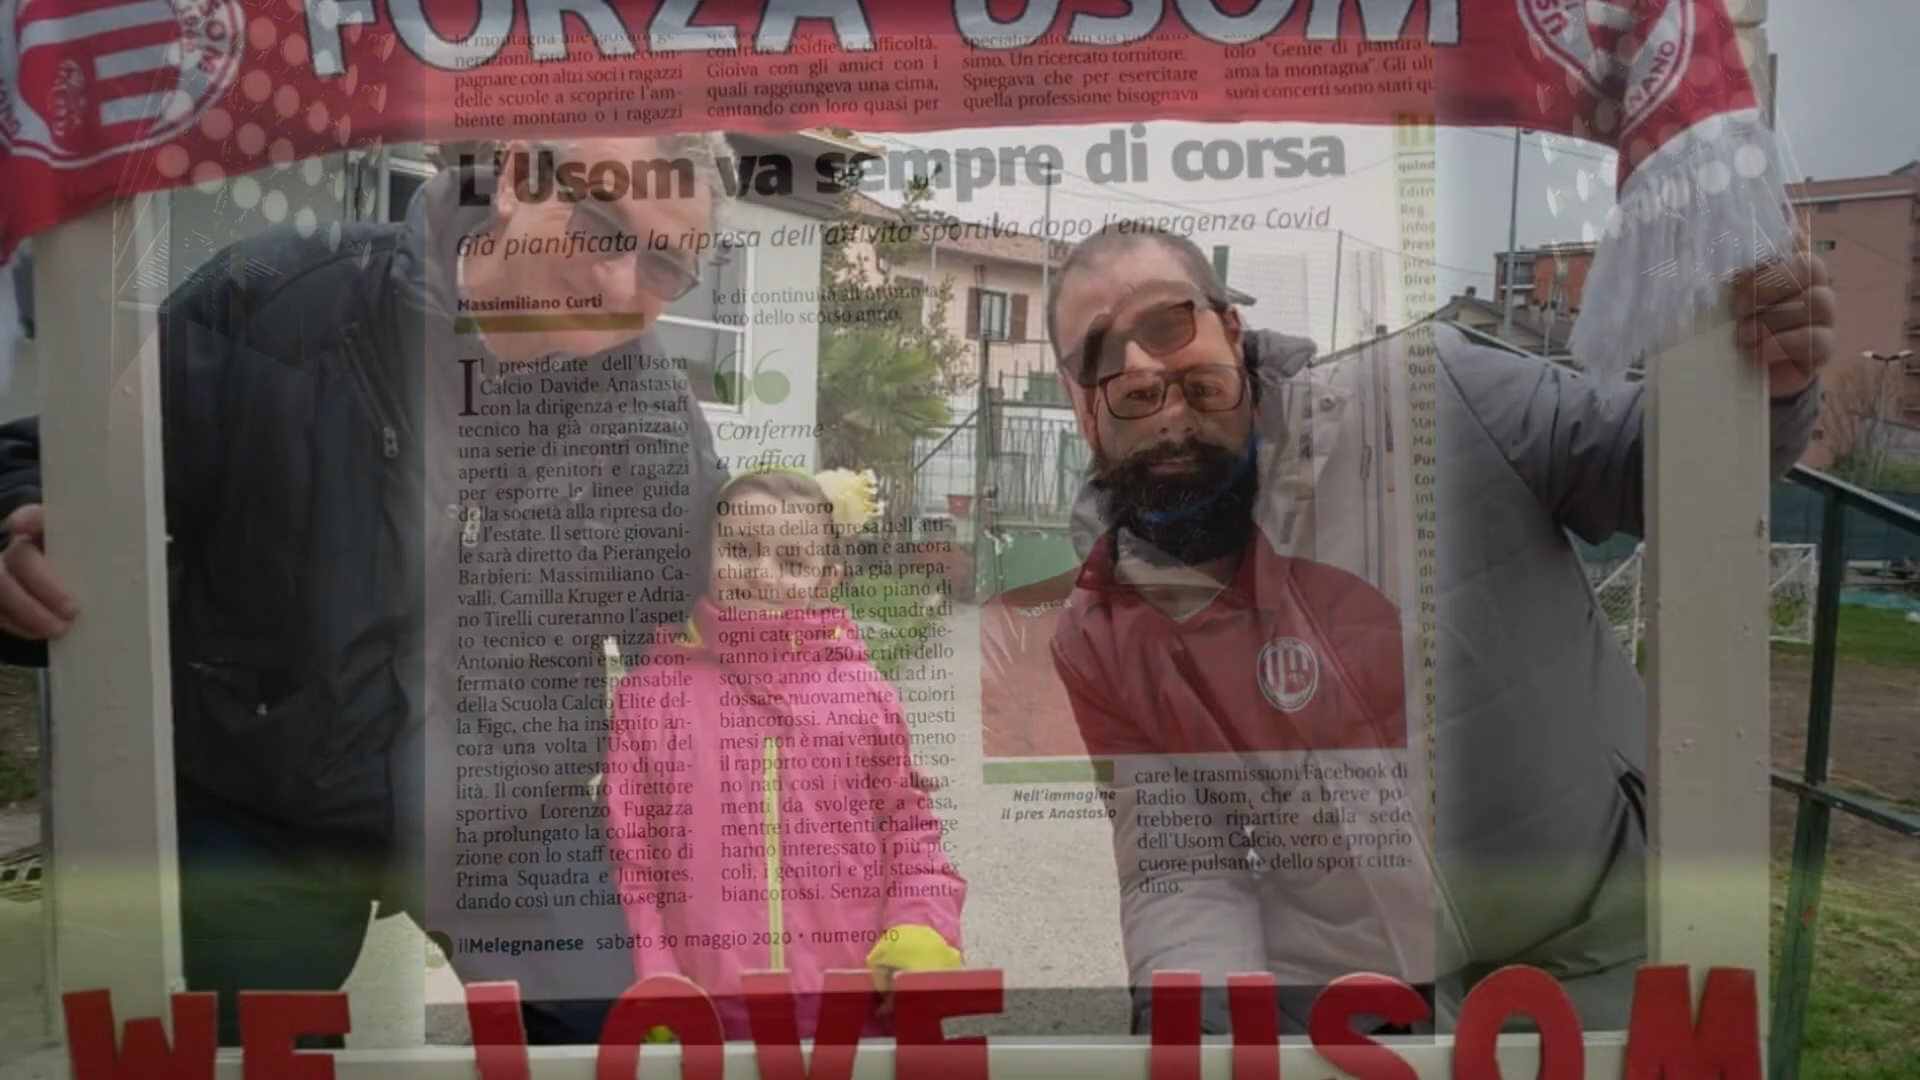 FORZA USOM
la montagna alle giovani ge-
nerazioni, pronto ad accom-
pagnare con altri soci i ragazzi
delle scuole a scoprire l'am-
biente montano o i ragazzi
contrare insidie e difficoltà.
Gioiva con gli amici con i
quali raggiungeva una cima,
cantando con loro quasi per
simo. Un ricercato tornitore.
Spiegava che per esercitare
quella professione bisognava
tolo "Gente di pianura
ama la montagna". Gli ult
suoi concerti sono stati qu
L'Usom va sempre di corsa
Già pianificata la ripresa dell'attività sportiva dopo l'emergenza Covid
Massimiliano Curti
Il presidente dell'Usom
Calcio Davide Anastasio
con la dirigenza e lo staff
tecnico ha già organizzato
una serie di incontri online
aperti a genitori e ragazzi
per esporre le linee guida
della società alla ripresa do-
po l'estate. Il settore giovani-
le sarà diretto da Pierangelo
Barbieri: Massimiliano Ca-
valli, Camilla Kruger e Adria-
no Tirelli cureranno l'aspet-
to tecnico e organizzativo.
Antonio Resconi è stato con-
fermato come responsabile
della Scuola Calcio Elite del-
la Figc, che ha insignito an-
cora una volta l'Usom del
prestigioso attestato di qua-
lità. Il confermato direttore
sportivo Lorenzo Fugazza
ha prolungato la collabora-
zione con lo staff tecnico di
Prima Squadra e Juniores,
dando così un chiaro segna-
le di continuità all'ottimo la-
voro dello scorso anno.
Conferme
a raffica
Ottimo lavoro
In vista della ripresa dell'atti-
vità, la cui data non è ancora
chiara, l'Usom ha già prepa-
rato un dettagliato piano di
allenamenti per le squadre di
ogni categoria, che accoglie-
ranno i circa 250 iscritti dello
scorso anno destinati ad in-
dossare nuovamente i colori
biancorossi. Anche in questi
mesi non è mai venuto meno
il rapporto con i tesserati: so-
no nati così i video-allena-
menti da svolgere a casa,
mentre i divertenti challenge
hanno interessato i più pic-
coli, i genitori e gli stessi ex
biancorossi. Senza dimenti-
Nell'immagine
il pres Anastasio
care le trasmissioni Facebook di
Radio Usom, che a breve po-
trebbero ripartire dalla sede
dell'Usom Calcio, vero e proprio
cuore pulsante dello sport citta-
dino.
ilMelegnanese sabato 30 maggio 2020 • numero 10
WE LOVE USOM